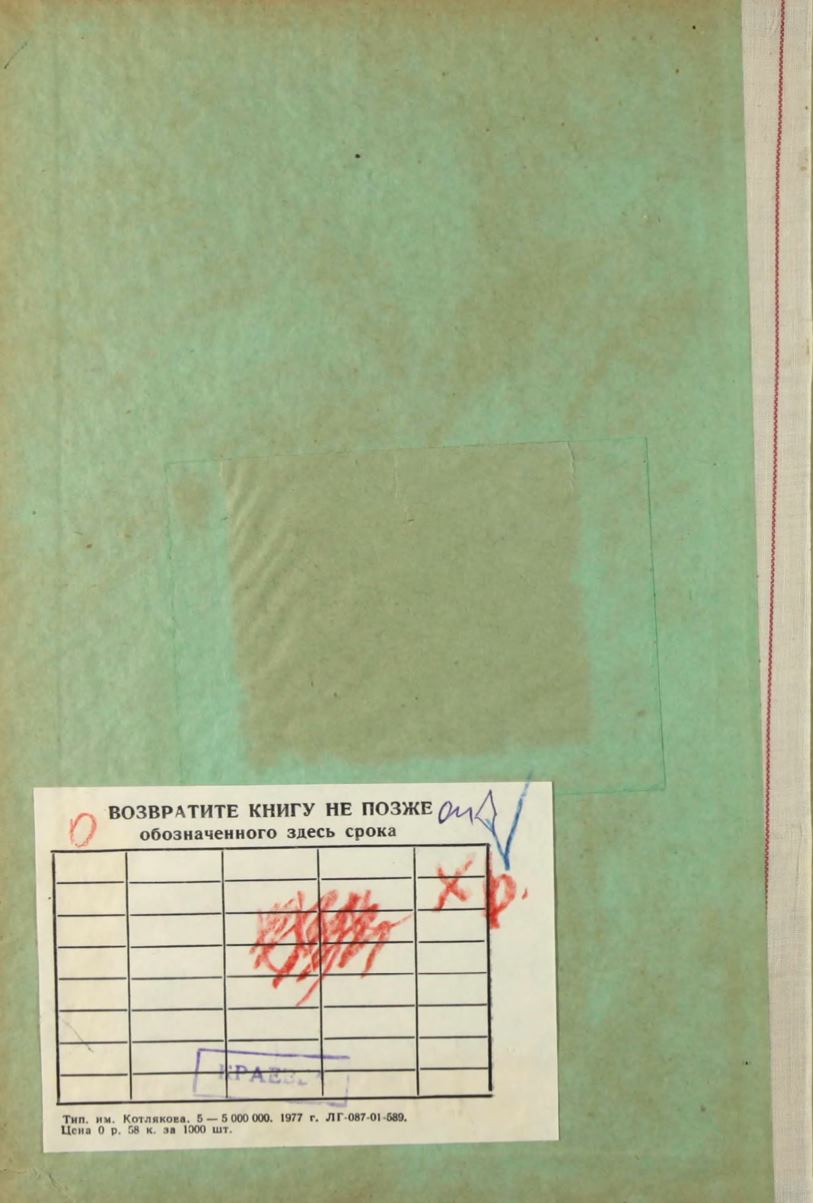 ВОЗВРАТИТЕ КНИГУ НЕ ПОЗЖЕ
обозначенного здесь срока
Х р.
Тип. им. Котлякова. 5 — 5 000 000. 1977 г. ЛГ-087-01-589.
Цена 0 р. 58 к. за 1000 шт.